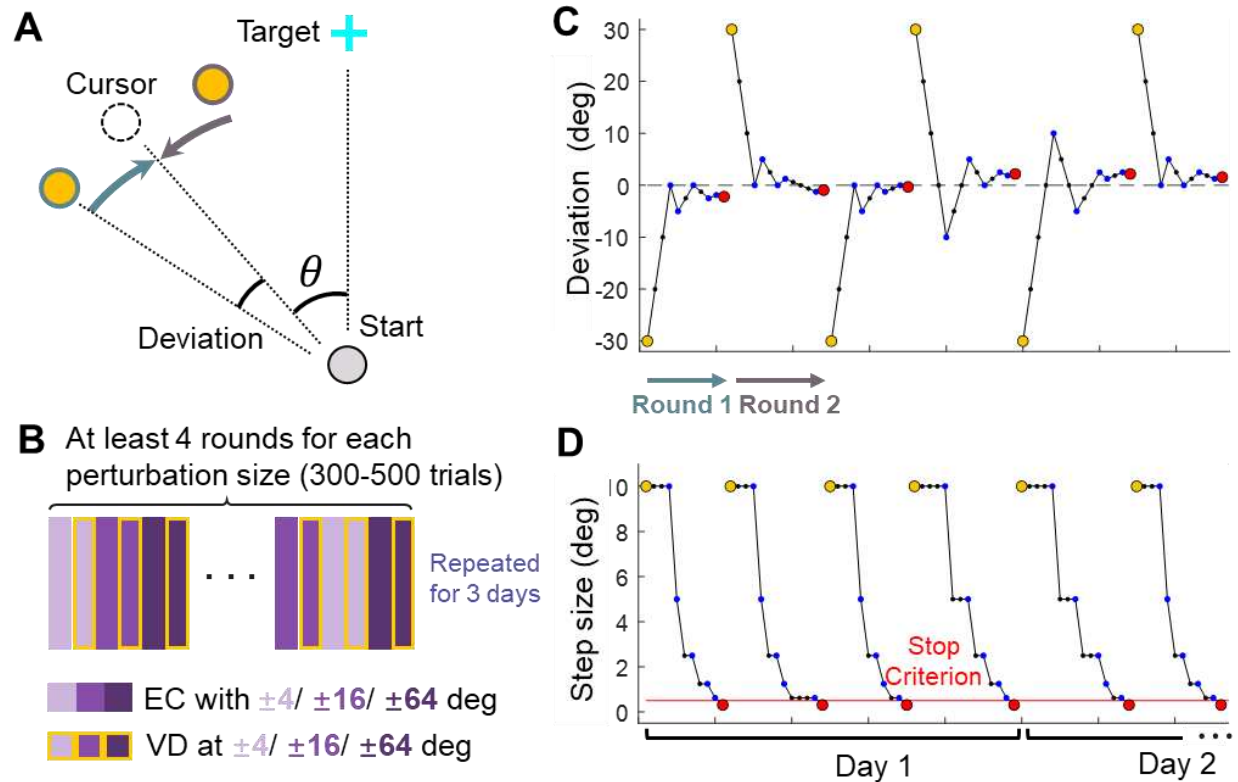 A
Target
Cursor
θ
Deviation
Start
B At least 4 rounds for each
perturbation size (300-500 trials)
. . .
Repeated
for 3 days
EC with ±4/ ±16/ ±64 deg
VD at ±4/ ±16/ ±64 deg
C
Deviation (deg)
30
20
10
0
-10
-20
-30
Round 1 Round 2
D
Step size (deg)
10
8
6
4
2
0
Stop
Criterion
Day 1
Day 2
...